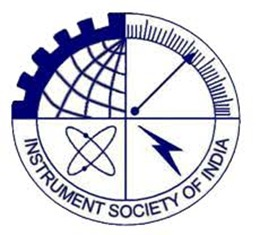 INSTRUMENT SOCIETY OF INDIA